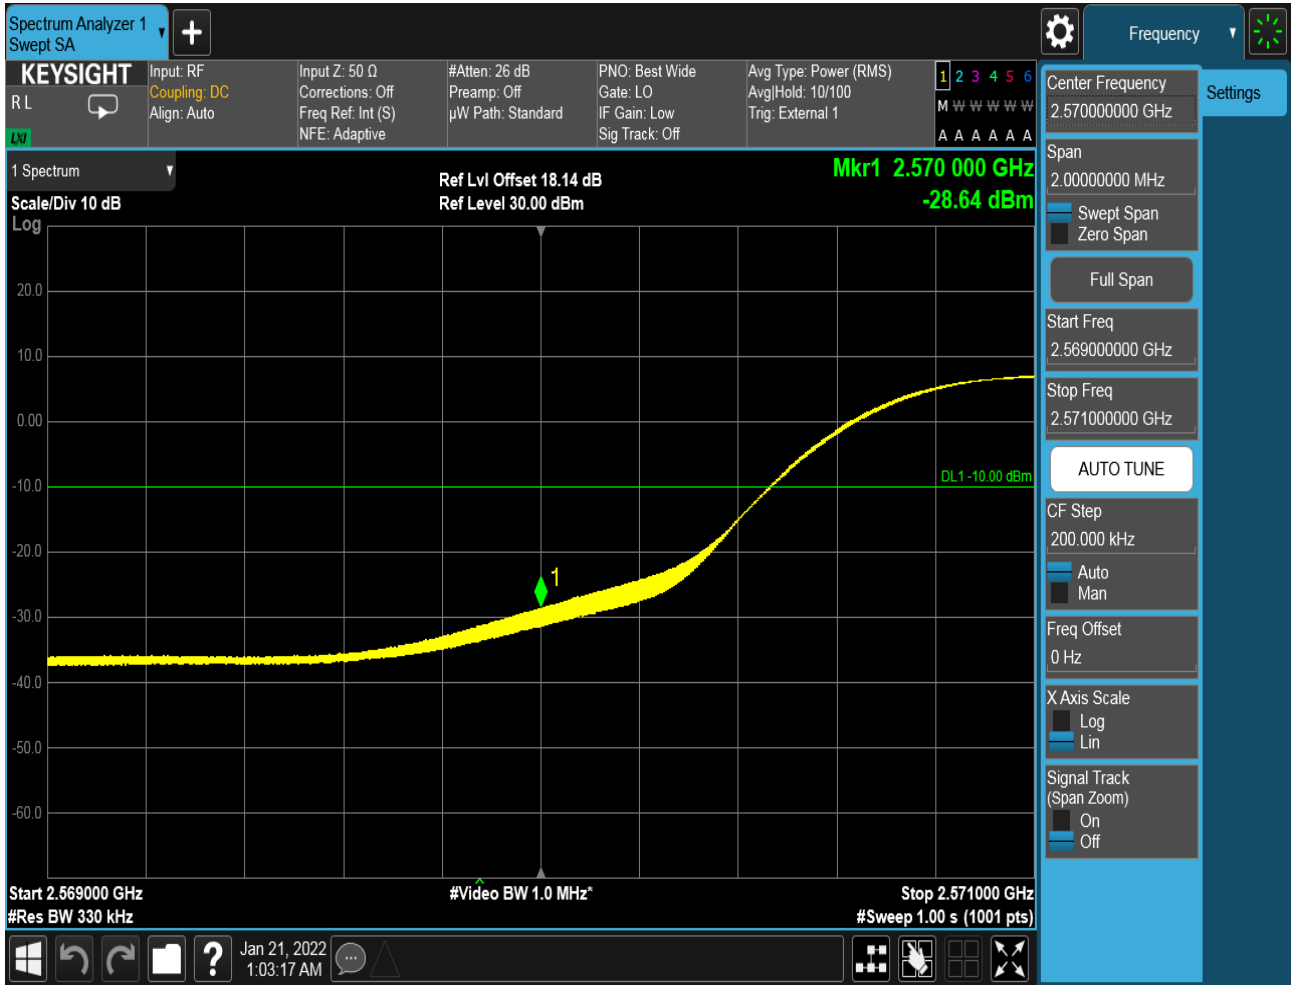 Spectrum Analyzer 1
Swept SA
Frequency
KEYSIGHT
R L
LXI
Input: RF
Coupling: DC
Align: Auto
Input Z: 50 Ω
Corrections: Off
Freq Ref: Int (S)
NFE: Adaptive
#Atten: 26 dB
Preamp: Off
µW Path: Standard
PNO: Best Wide
Gate: LO
IF Gain: Low
Sig Track: Off
Avg Type: Power (RMS)
Avg|Hold: 10/100
Trig: External 1
1 2 3 4 5 6
M W W W W W
A A A A A A
1 Spectrum
Scale/Div 10 dB
Log
Ref Lvl Offset 18.14 dB
Ref Level 30.00 dBm
Mkr1 2.570 000 GHz
-28.64 dBm
20.0
10.0
0.00
-10.0
-20.0
-30.0
-40.0
-50.0
-60.0
DL1 -10.00 dBm
1
Start 2.569000 GHz
#Res BW 330 kHz
#Video BW 1.0 MHz*
Stop 2.571000 GHz
#Sweep 1.00 s (1001 pts)
Jan 21, 2022
1:03:17 AM
Center Frequency
2.570000000 GHz
Span
2.00000000 MHz
Swept Span
Zero Span
Full Span
Start Freq
2.569000000 GHz
Stop Freq
2.571000000 GHz
AUTO TUNE
CF Step
200.000 kHz
Auto
Man
Freq Offset
0 Hz
X Axis Scale
Log
Lin
Signal Track
(Span Zoom)
On
Off
Settings